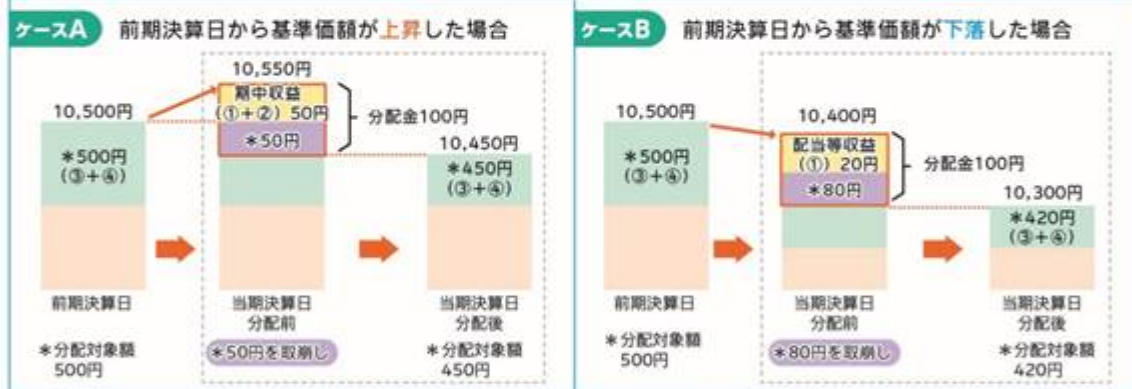 ケースA 前期決算日から基準価額が上昇した場合
10,550円
期中収益
(①+②) 50円
*50円
分配金100円
10,500円
*500円
(③+④)
10,450円
*450円
(③+④)
前期決算日
当期決算日
分配前
当期決算日
分配後
*分配対象額
500円
*50円を取崩し
*分配対象額
450円
ケースB 前期決算日から基準価額が下落した場合
10,500円
*500円
(③+④)
10,400円
配当等収益
(①) 20円
*80円
分配金100円
10,300円
*420円
(③+④)
前期決算日
当期決算日
分配前
当期決算日
分配後
*分配対象額
500円
*80円を取崩し
*分配対象額
420円